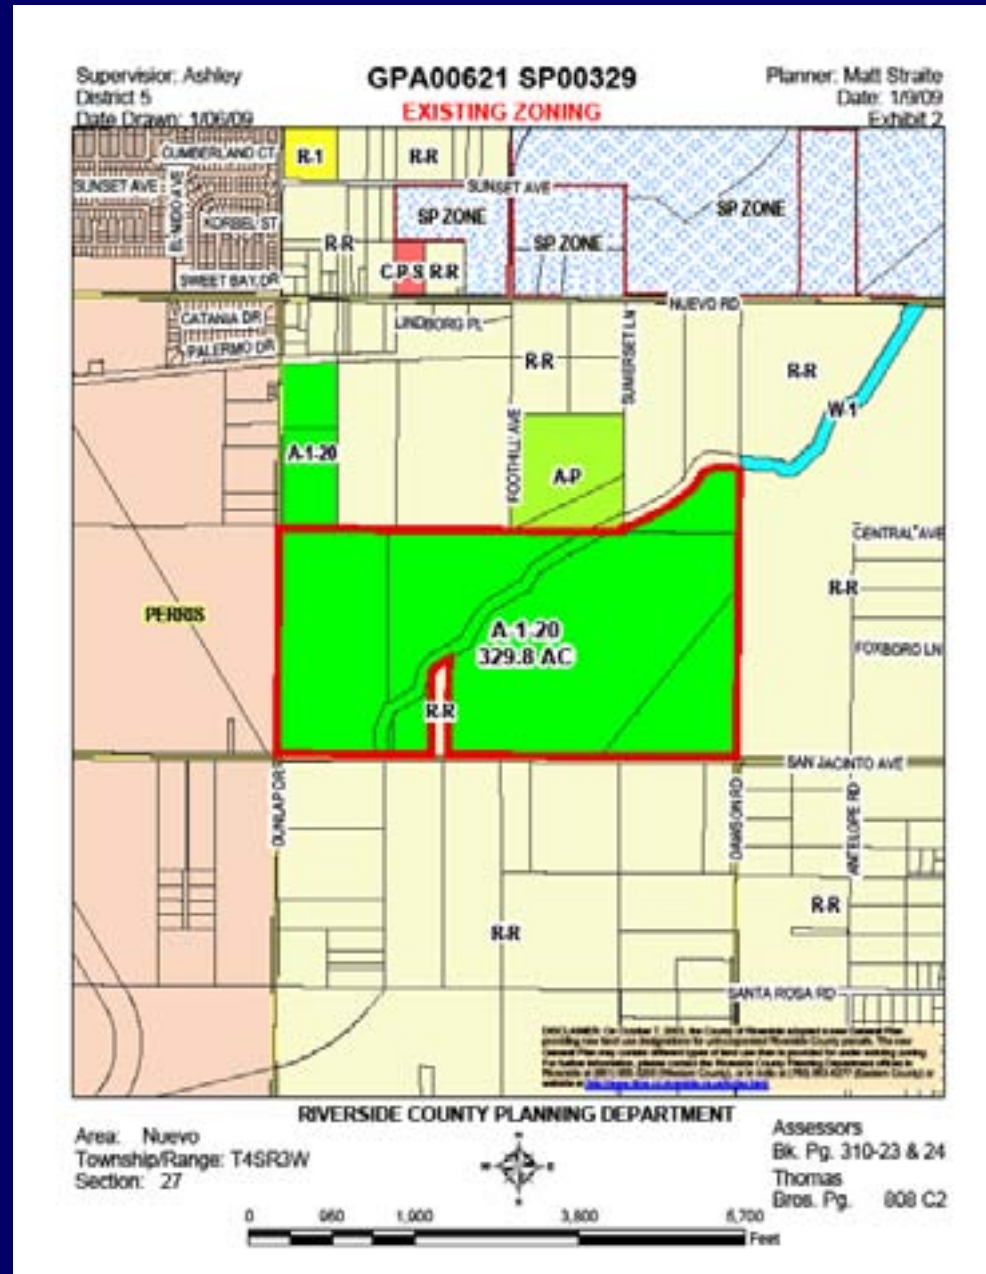 Supervisior: Ashley
District 5
Date Drawn: 1/06/09
GPA00621 SP00329
EXISTING ZONING
Planner: Matt Straite
Date: 1/9/09
Exhibit 2
CUMBERLAND CT
R-1
R-R
SUNSET AVE
EL NIDO AVE
SUNSET AVE
KORBEL ST
SP ZONE
SP ZONE
SP ZONE
R-R
C-P-S
R-R
SWEET BAY DR
NUEVO RD
CATANIA DR
LINDBORG PL
PALERMO DR
SUMERSET LN
R-R
R-R
W-1
A-1-20
FOOTHILL AVE
A-P
CENTRAL AVE
R-R
PERRIS
A-1-20
329.8 AC
FOXBORO LN
R-R
SAN JACINTO AVE
DUNLAP DR
DAWSON RD
ANTELOPE RD
R-R
R-R
SANTA ROSA RD
RIVERSIDE COUNTY PLANNING DEPARTMENT
Area: Nuevo
Township/Range: T4SR3W
Section: 27
N
W E
S
Assessors
Bk. Pg. 310-23 & 24
Thomas
Bros. Pg. 808 C2
0 950 1,900 3,800 5,700
Feet